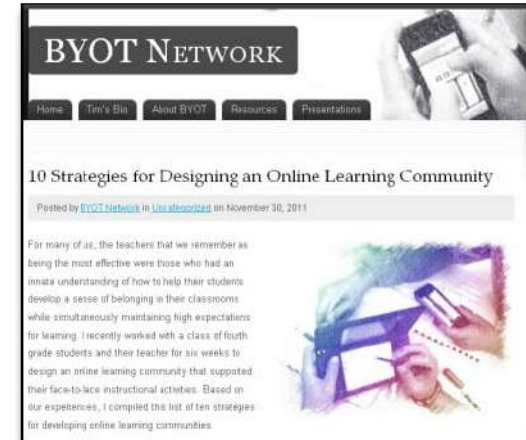 BYOT NETWORK
Home Tim's Bio About BYOT Resources Presentations
10 Strategies for Designing an Online Learning Community
Posted by BYOT Network in Uncategorized on November 30, 2011
For many of us, the teachers that we remember as
being the most effective were those who had an
innate understanding of how to help their students
develop a sense of belonging in their classrooms
while simultaneously maintaining high expectations
for learning. I recently worked with a class of fourth
grade students and their teacher for six weeks to
design an online learning community that supported
their face-to-face instructional activities. Based on
our experiences, I compiled this list of ten strategies
for developing online learning communities.